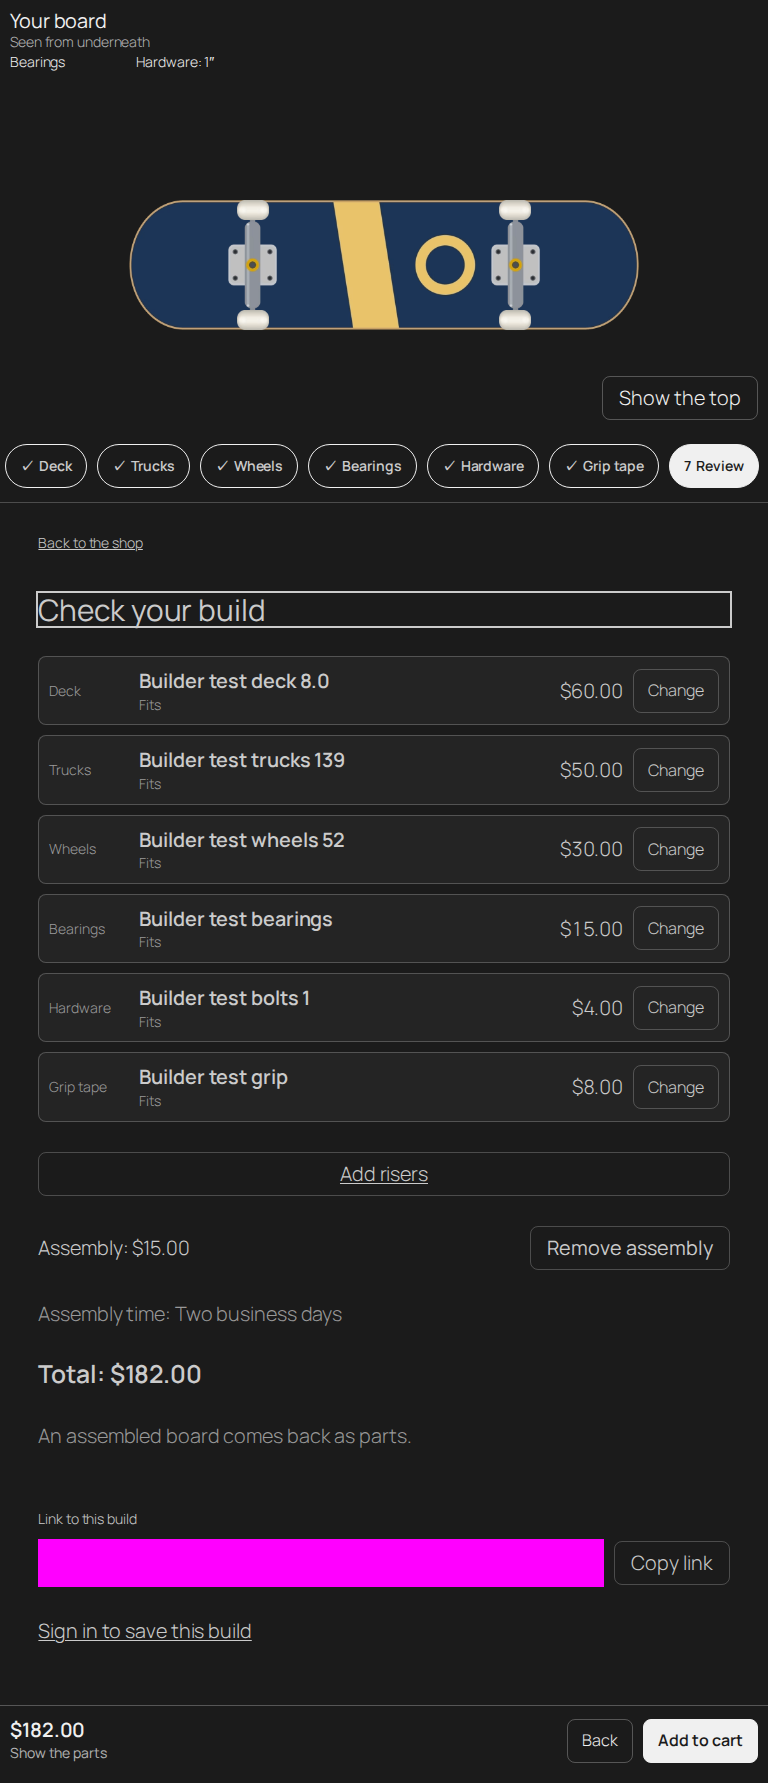 Your board
Seen from underneath
Bearings Hardware: 1″
Show the top
✓ Deck ✓ Trucks ✓ Wheels ✓ Bearings ✓ Hardware ✓ Grip tape 7 Review
Back to the shop
Check your build
Deck Builder test deck 8.0 $60.00 Change
Fits
Trucks Builder test trucks 139 $50.00 Change
Fits
Wheels Builder test wheels 52 $30.00 Change
Fits
Bearings Builder test bearings $15.00 Change
Fits
Hardware Builder test bolts 1 $4.00 Change
Fits
Grip tape Builder test grip $8.00 Change
Fits
Add risers
Assembly: $15.00 Remove assembly
Assembly time: Two business days
Total: $182.00
An assembled board comes back as parts.
Link to this build
Copy link
Sign in to save this build
$182.00 Back Add to cart
Show the parts